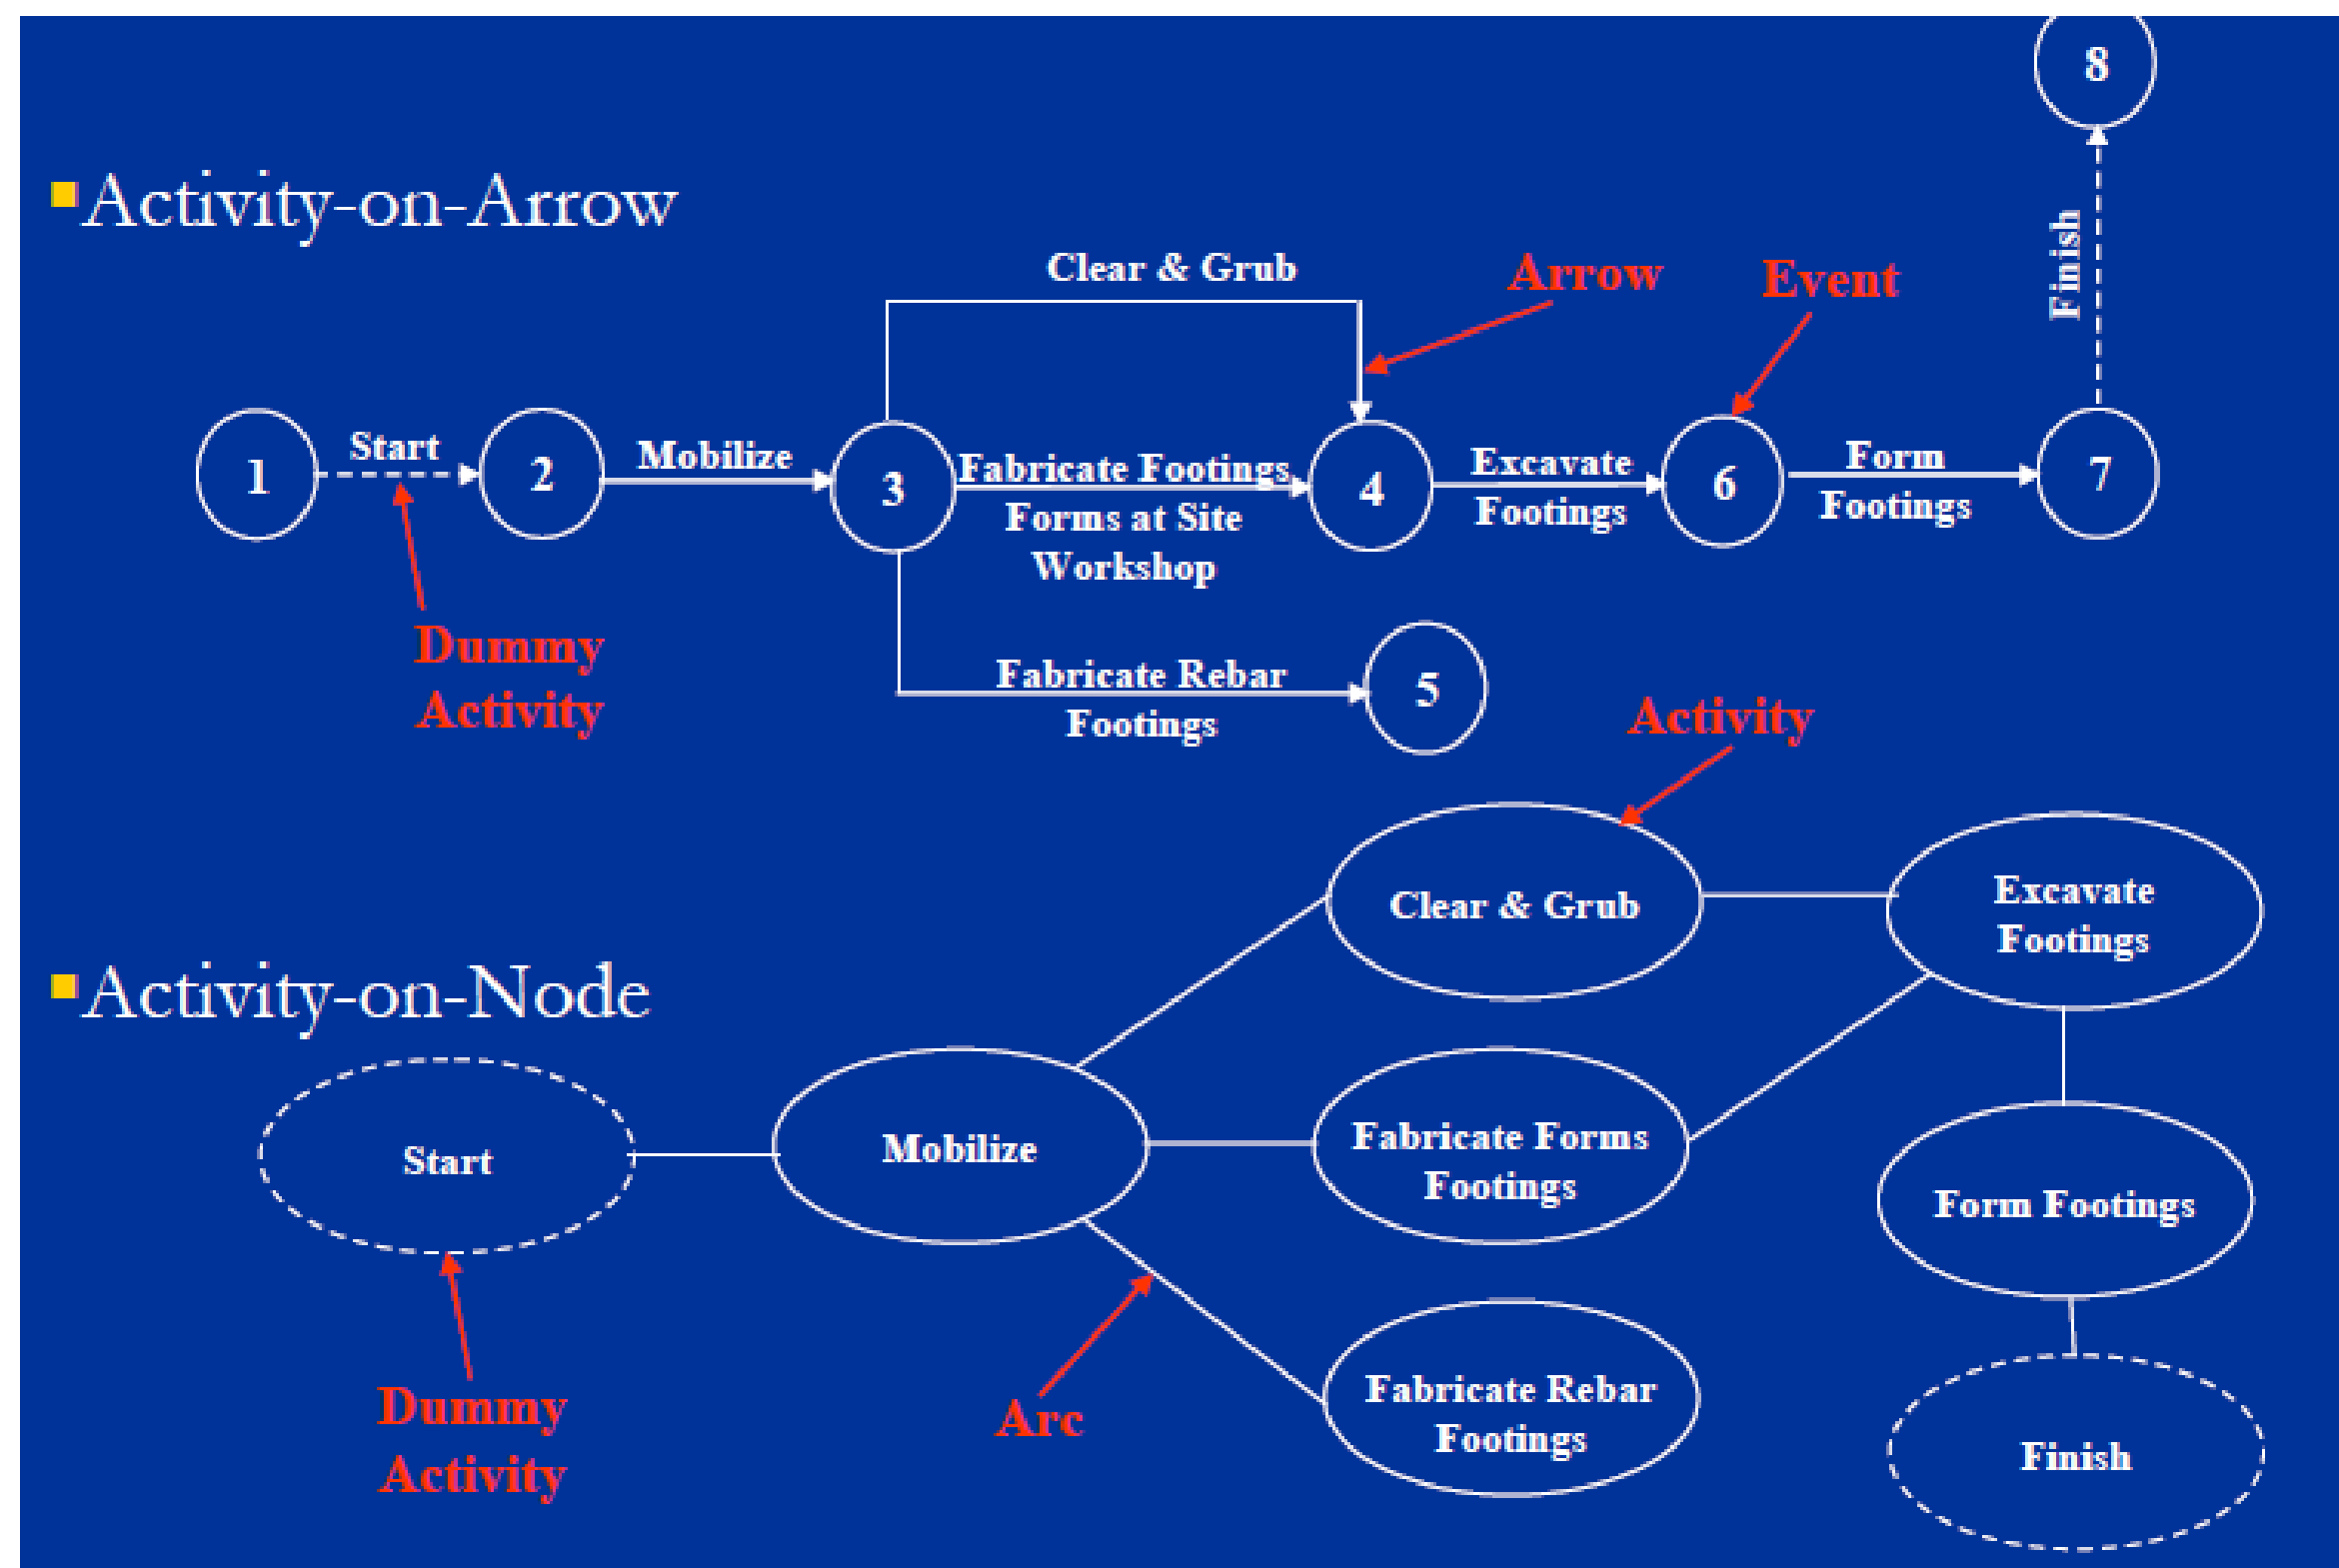 8
Activity-on-Arrow
Finish
Clear & Grub
Arrow
Event
1
Start
2
Mobilize
3
Fabricate Footings
Forms at Site
Workshop
4
Excavate
Footings
6
Form
Footings
7
Dummy
Activity
Fabricate Rebar
Footings
5
Activity
Clear & Grub
Excavate
Footings
Activity-on-Node
Start
Mobilize
Fabricate Forms
Footings
Form Footings
Dummy
Activity
Arc
Fabricate Rebar
Footings
Finish